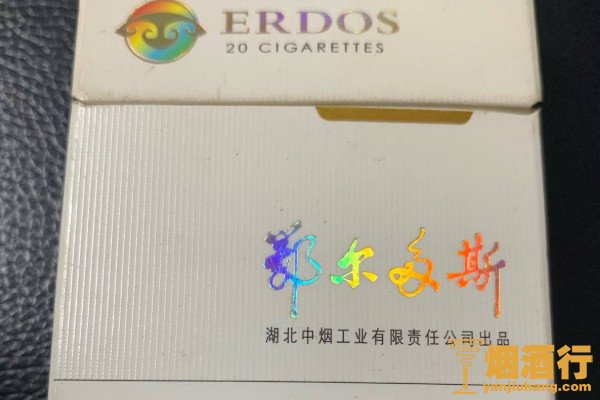 ERDOS
20 CIGARETTES
鄂尔多斯
湖北中烟工业有限责任公司出品
烟酒行
yanjiuhang.com